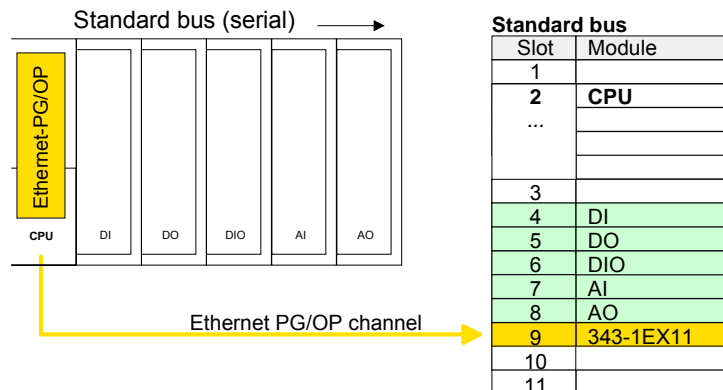 Standard bus (serial)
Ethernet-PG/OP
CPU
DI
DO
DIO
AI
AO
Ethernet PG/OP channel
Standard bus
Slot Module
1
2 CPU
...
3
4 DI
5 DO
6 DIO
7 AI
8 AO
9 343-1EX11
10
11